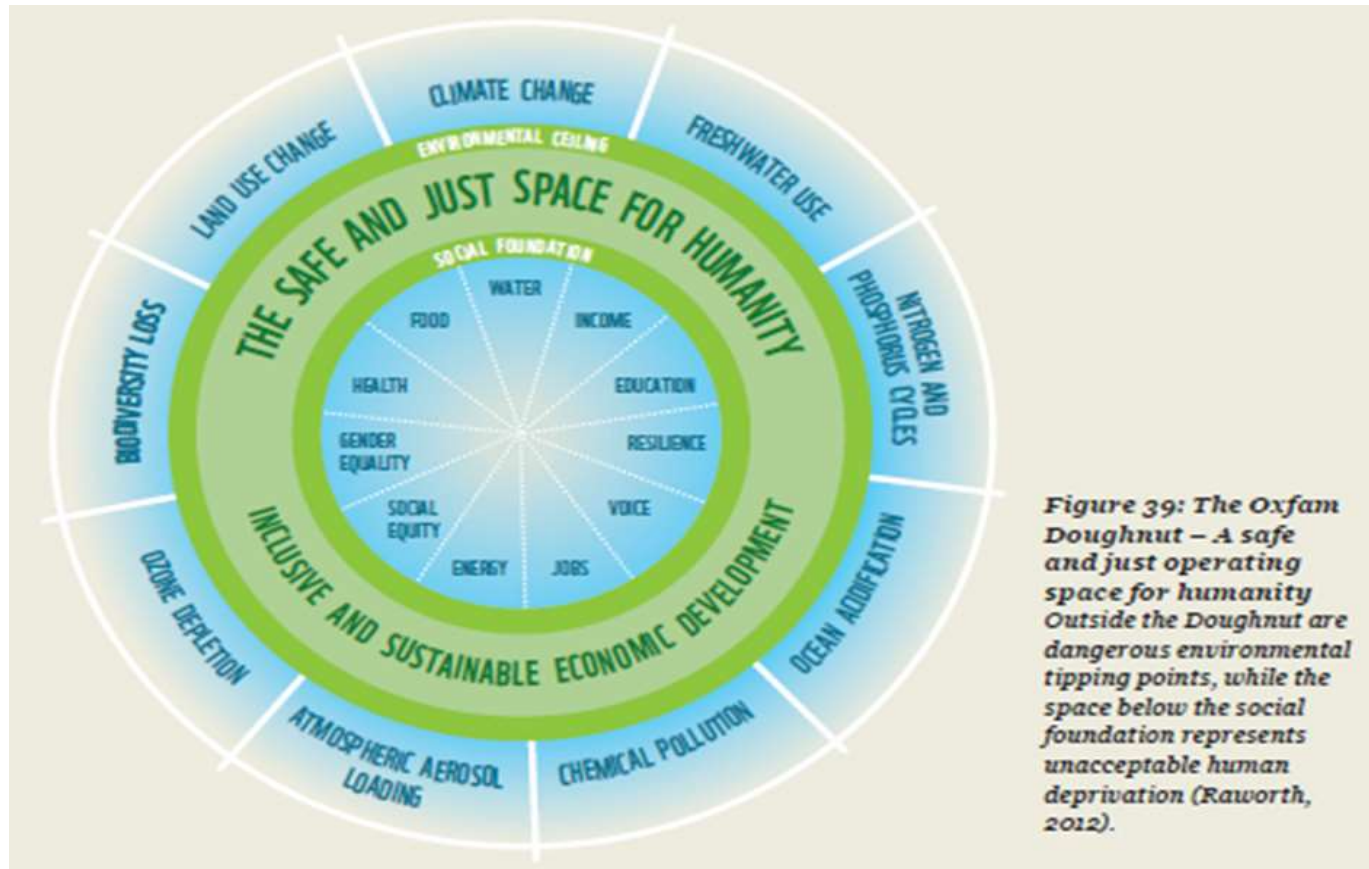 CLIMATE CHANGE
FRESHWATER USE
NITROGEN AND
PHOSPHORUS CYCLES
OCEAN ACIDIFICATION
CHEMICAL POLLUTION
ATMOSPHERIC AEROSOL
LOADING
OZONE DEPLETION
BIODIVERSITY LOSS
LAND USE CHANGE
ENVIRONMENTAL CEILING
THE SAFE AND JUST SPACE FOR HUMANITY
SOCIAL FOUNDATION
WATER
INCOME
EDUCATION
RESILIENCE
VOICE
JOBS
ENERGY
SOCIAL
EQUITY
GENDER
EQUALITY
HEALTH
FOOD
INCLUSIVE AND SUSTAINABLE ECONOMIC DEVELOPMENT
Figure 39: The Oxfam
Doughnut – A safe
and just operating
space for humanity
Outside the Doughnut are
dangerous environmental
tipping points, while the
space below the social
foundation represents
unacceptable human
deprivation (Raworth,
2012).